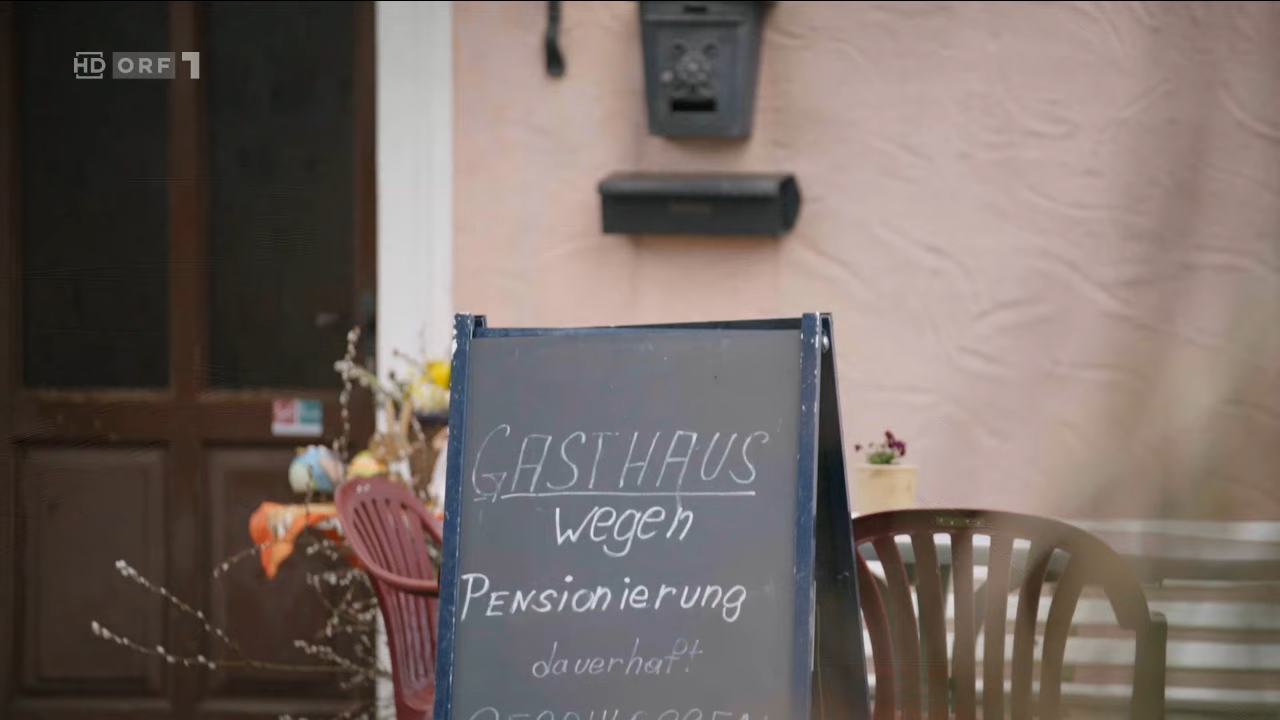 HD ORF 1
GASTHAUS
wegen
Pensionierung
dauerhaft